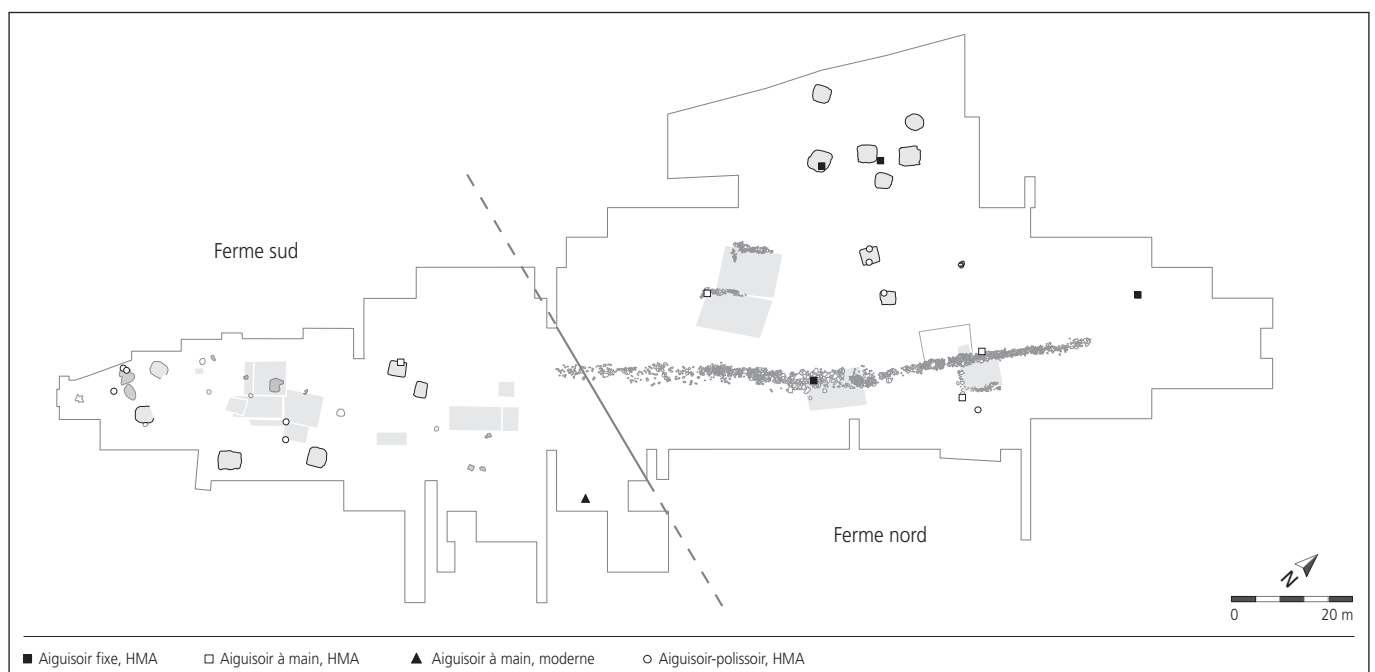 Ferme sud
Ferme nord
N
0 20 m
Aiguisoir fixe, HMA Aiguisoir à main, HMA Aiguisoir à main, moderne Aiguisoir-polissoir, HMA